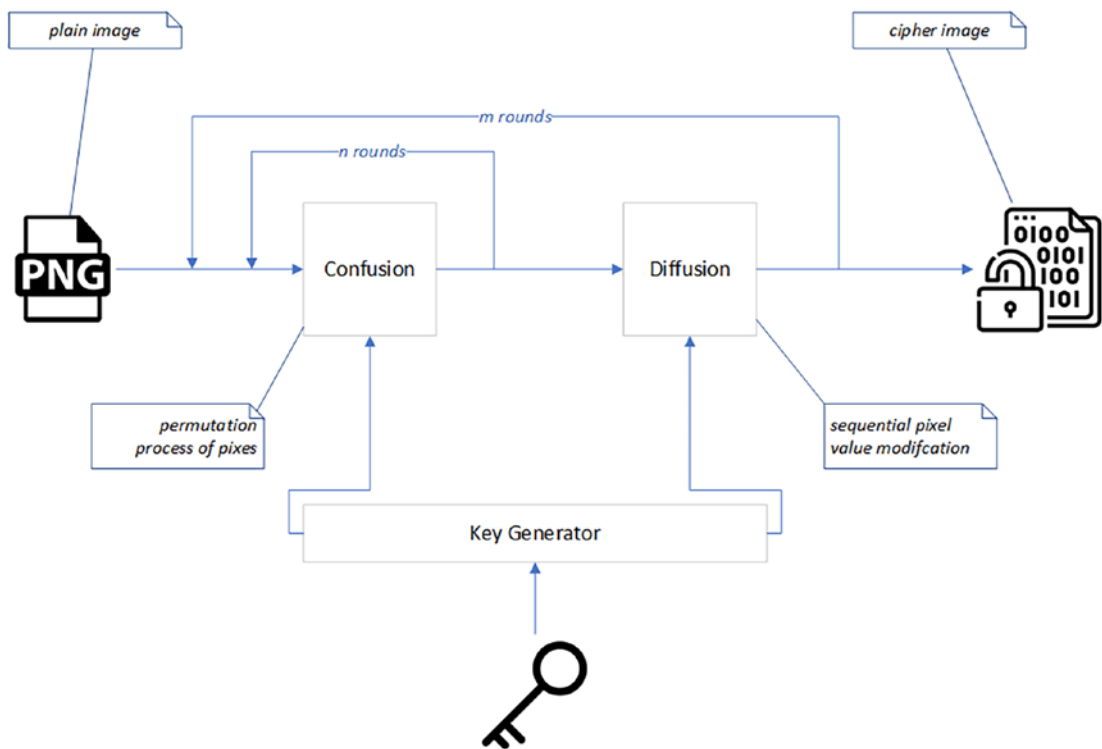 plain image
cipher image
m rounds
n rounds
PNG
Confusion
Diffusion
0100
0101
100
101
permutation
process of pixes
sequential pixel
value modifcation
Key Generator